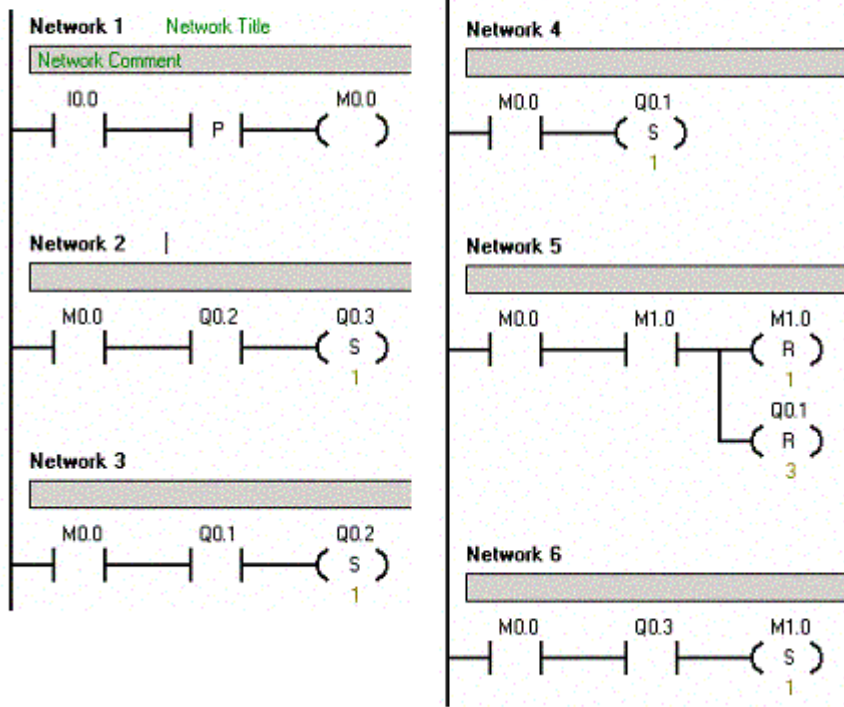 Network 1 Network Title
Network Comment
I0.0 M0.0
P
Network 2
M0.0 Q0.2 Q0.3
S
1
Network 3
M0.0 Q0.1 Q0.2
S
1
Network 4
M0.0 Q0.1
S
1
Network 5
M0.0 M1.0 M1.0
R
1
Q0.1
R
3
Network 6
M0.0 Q0.3 M1.0
S
1